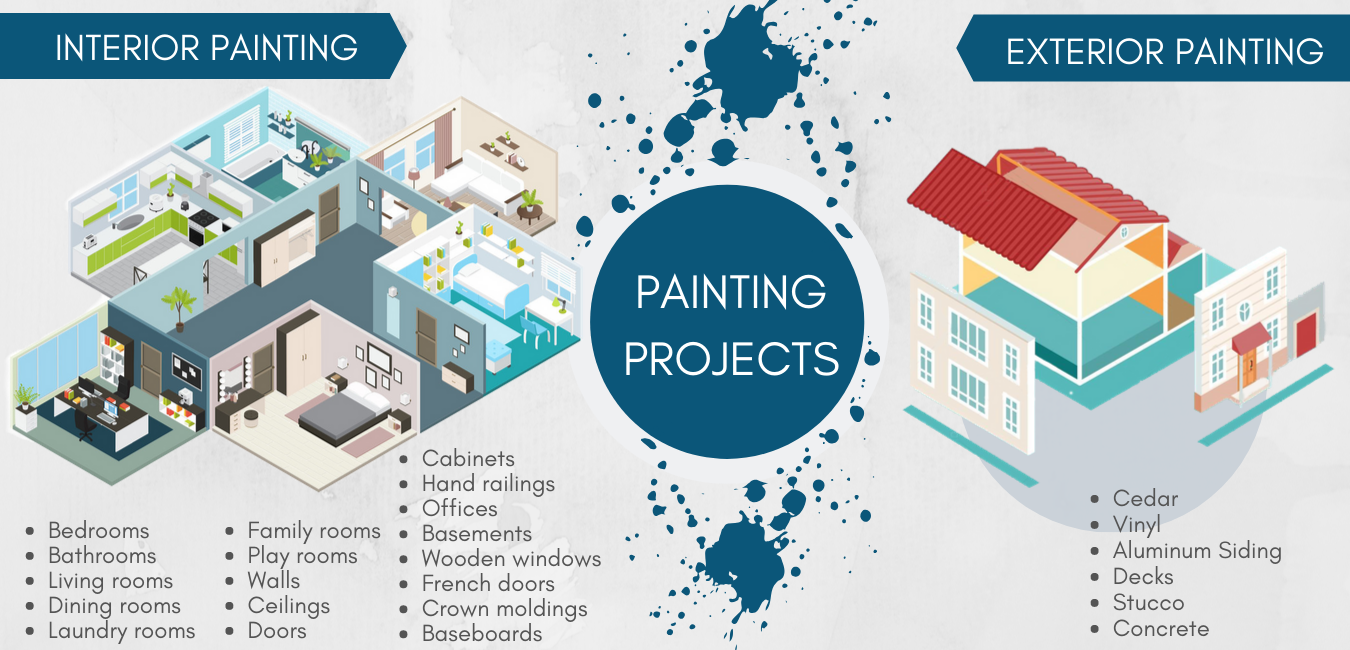 INTERIOR PAINTING
EXTERIOR PAINTING
PAINTING
PROJECTS
• Bedrooms
• Bathrooms
• Living rooms
• Dining rooms
• Laundry rooms
• Family rooms
• Play rooms
• Walls
• Ceilings
• Doors
• Cabinets
• Hand railings
• Offices
• Basements
• Wooden windows
• French doors
• Crown moldings
• Baseboards
• Cedar
• Vinyl
• Aluminum Siding
• Decks
• Stucco
• Concrete